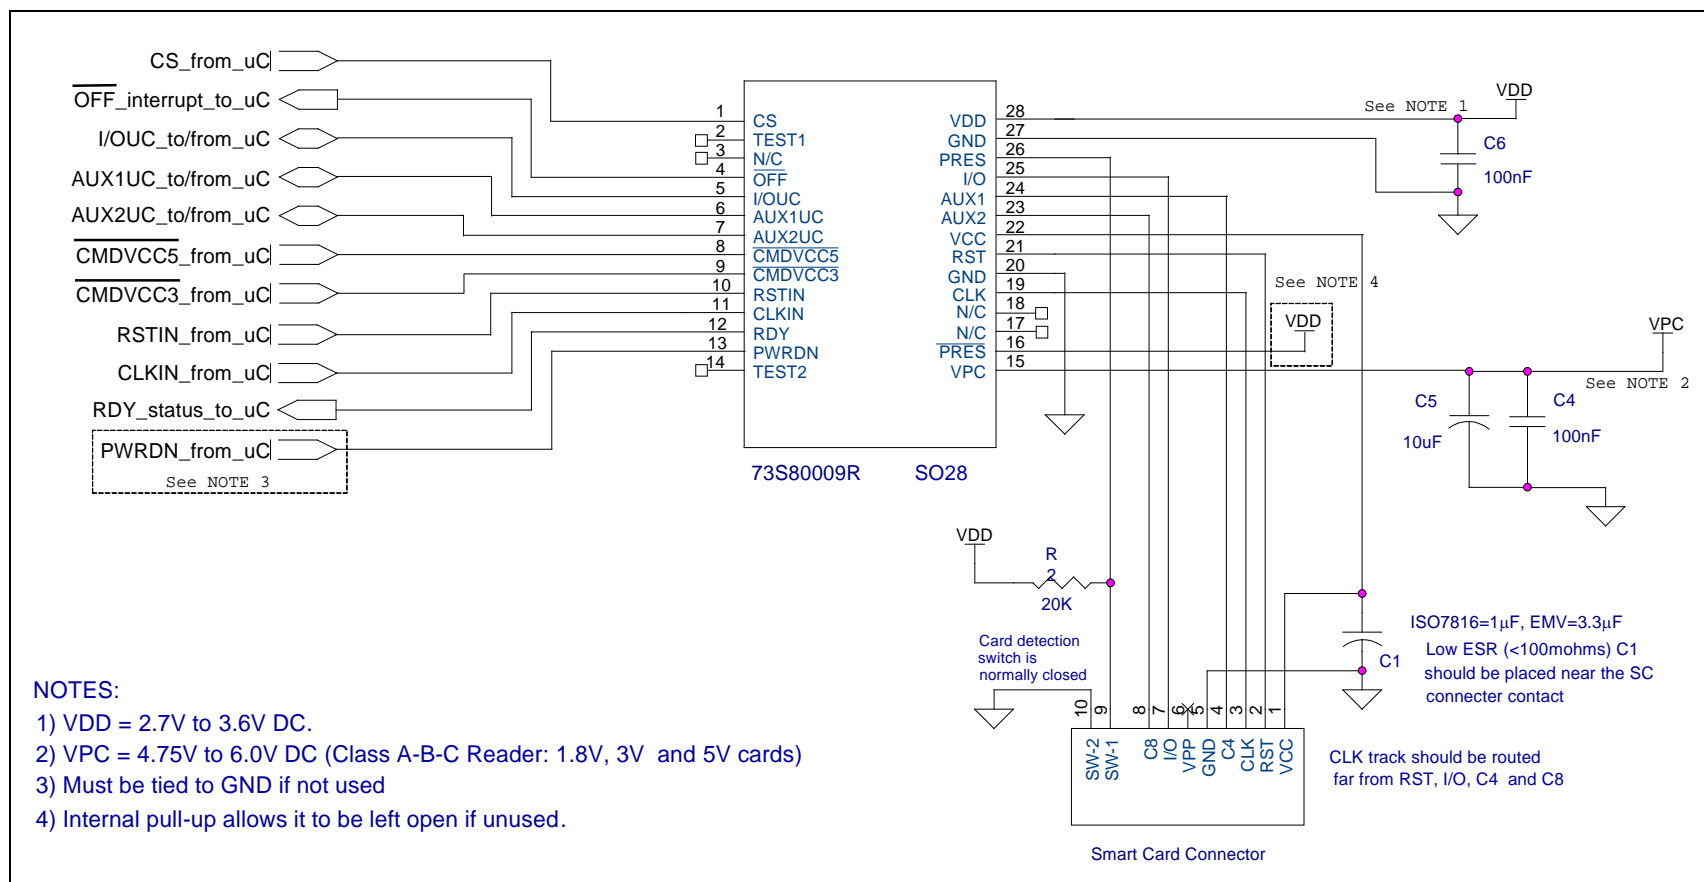 CS_from_uC
OFF_interrupt_to_uC
I/OUC_to/from_uC
AUX1UC_to/from_uC
AUX2UC_to/from_uC
CMDVCC5_from_uC
CMDVCC3_from_uC
RSTIN_from_uC
CLKIN_from_uC
RDY_status_to_uC
PWRDN_from_uC
See NOTE 3
1 CS
2 TEST1
3 N/C
4 OFF
5 I/OUC
6 AUX1UC
7 AUX2UC
8 CMDVCC5
9 CMDVCC3
10 RSTIN
11 CLKIN
12 RDY
13 PWRDN
14 TEST2
VDD 28
GND 27
PRES 26
I/O 25
AUX1 24
AUX2 23
VCC 22
RST 21
GND 20
CLK 19
N/C 18
N/C 17
PRES 16
VPC 15
73S80009R SO28
See NOTE 1
VDD
C6
100nF
See NOTE 4
VDD
VPC
See NOTE 2
C5
10uF
C4
100nF
VDD
R
2
20K
Card detection
switch is
normally closed
C1
ISO7816=1µF, EMV=3.3µF
Low ESR (<100mohms) C1
should be placed near the SC
connecter contact
10 9 8 7 6 5 4 3 2 1
SW-2 SW-1 C8 I/O VPP GND C4 CLK RST VCC
CLK track should be routed
far from RST, I/O, C4 and C8
Smart Card Connector
NOTES:
1) VDD = 2.7V to 3.6V DC.
2) VPC = 4.75V to 6.0V DC (Class A-B-C Reader: 1.8V, 3V and 5V cards)
3) Must be tied to GND if not used
4) Internal pull-up allows it to be left open if unused.